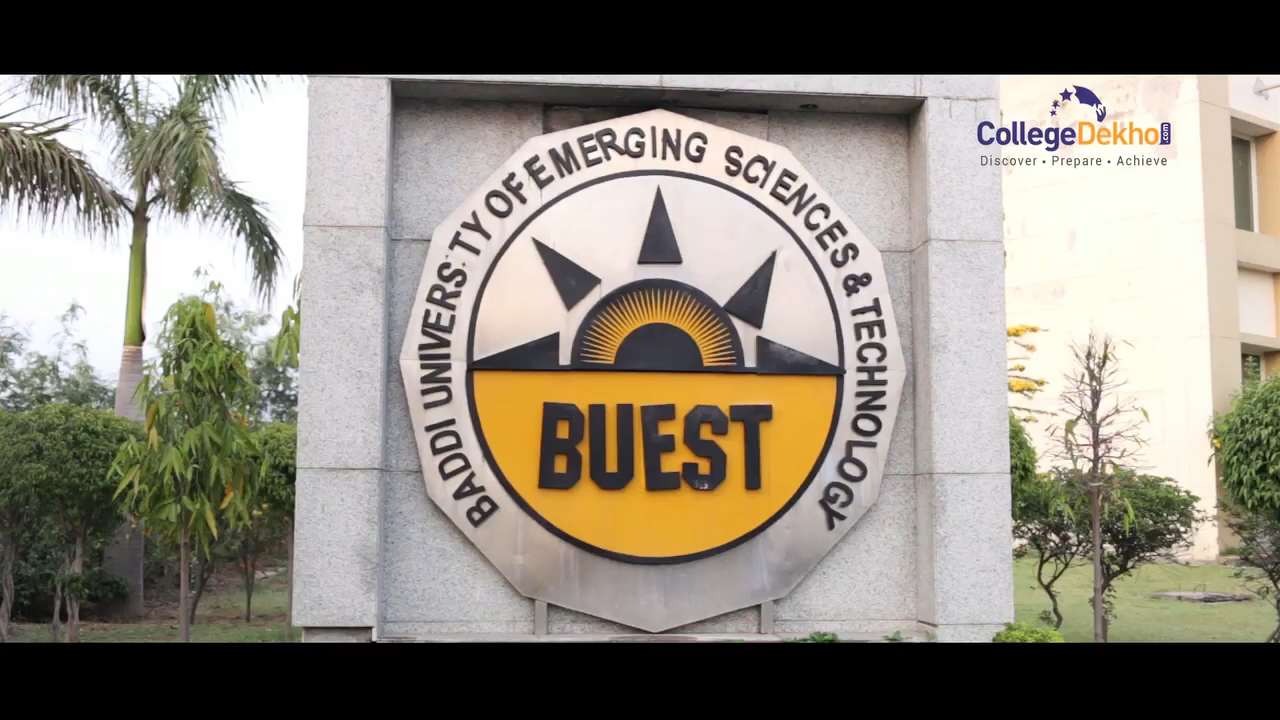 BADDI UNIVERSITY OF EMERGING SCIENCES & TECHNOLOGY
BUEST
CollegeDekho.com
Discover • Prepare • Achieve